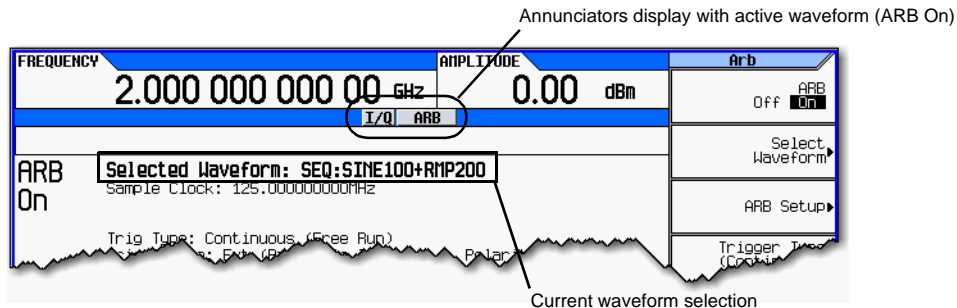 Annunciators display with active waveform (ARB On)
FREQUENCY
AMPLITUDE
2.000 000 000 00 GHz
0.00 dBm
I/Q ARB
Arb
ARB
Off On
Select
Waveform
ARB Setup
ARB
On
Selected Waveform: SEQ:SINE100+RMP200
Sample Clock: 125.000000000MHz
Trig Type: Continuous (Free Run)
Polar
Trigger Type
Current waveform selection